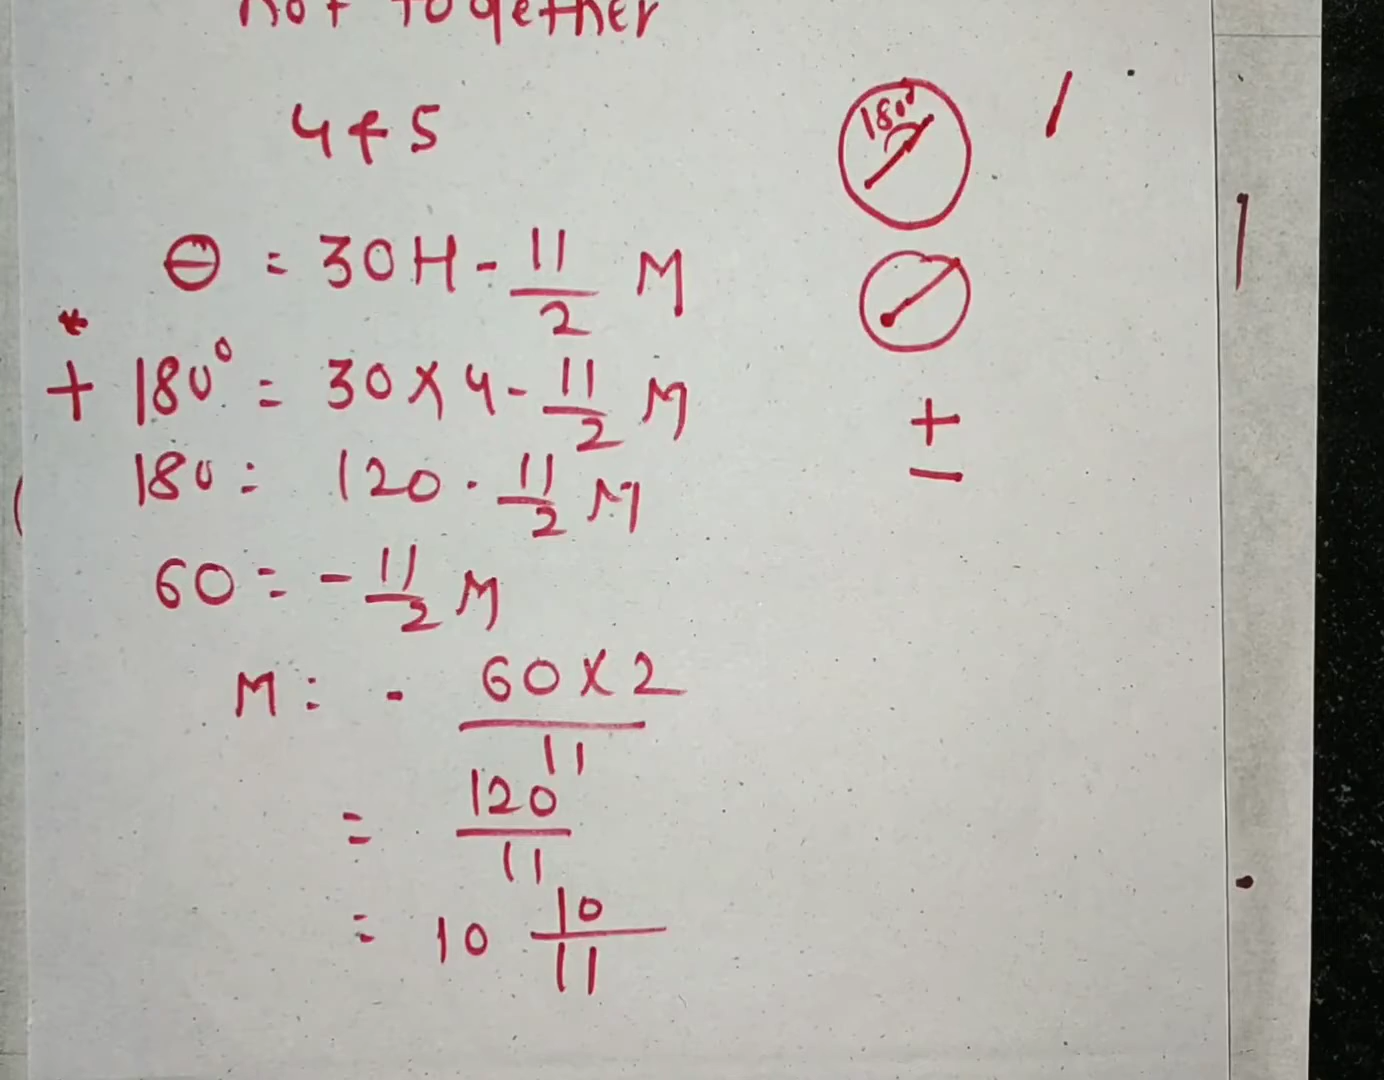 not together
4 & 5
180°
θ = 30H - 11/2 M
*
+ 180° = 30 × 4 - 11/2 M
+
-
180 = 120 - 11/2 M
60 = - 11/2 M
M = - 60 × 2 / 11
= 120 / 11
= 10 10/11